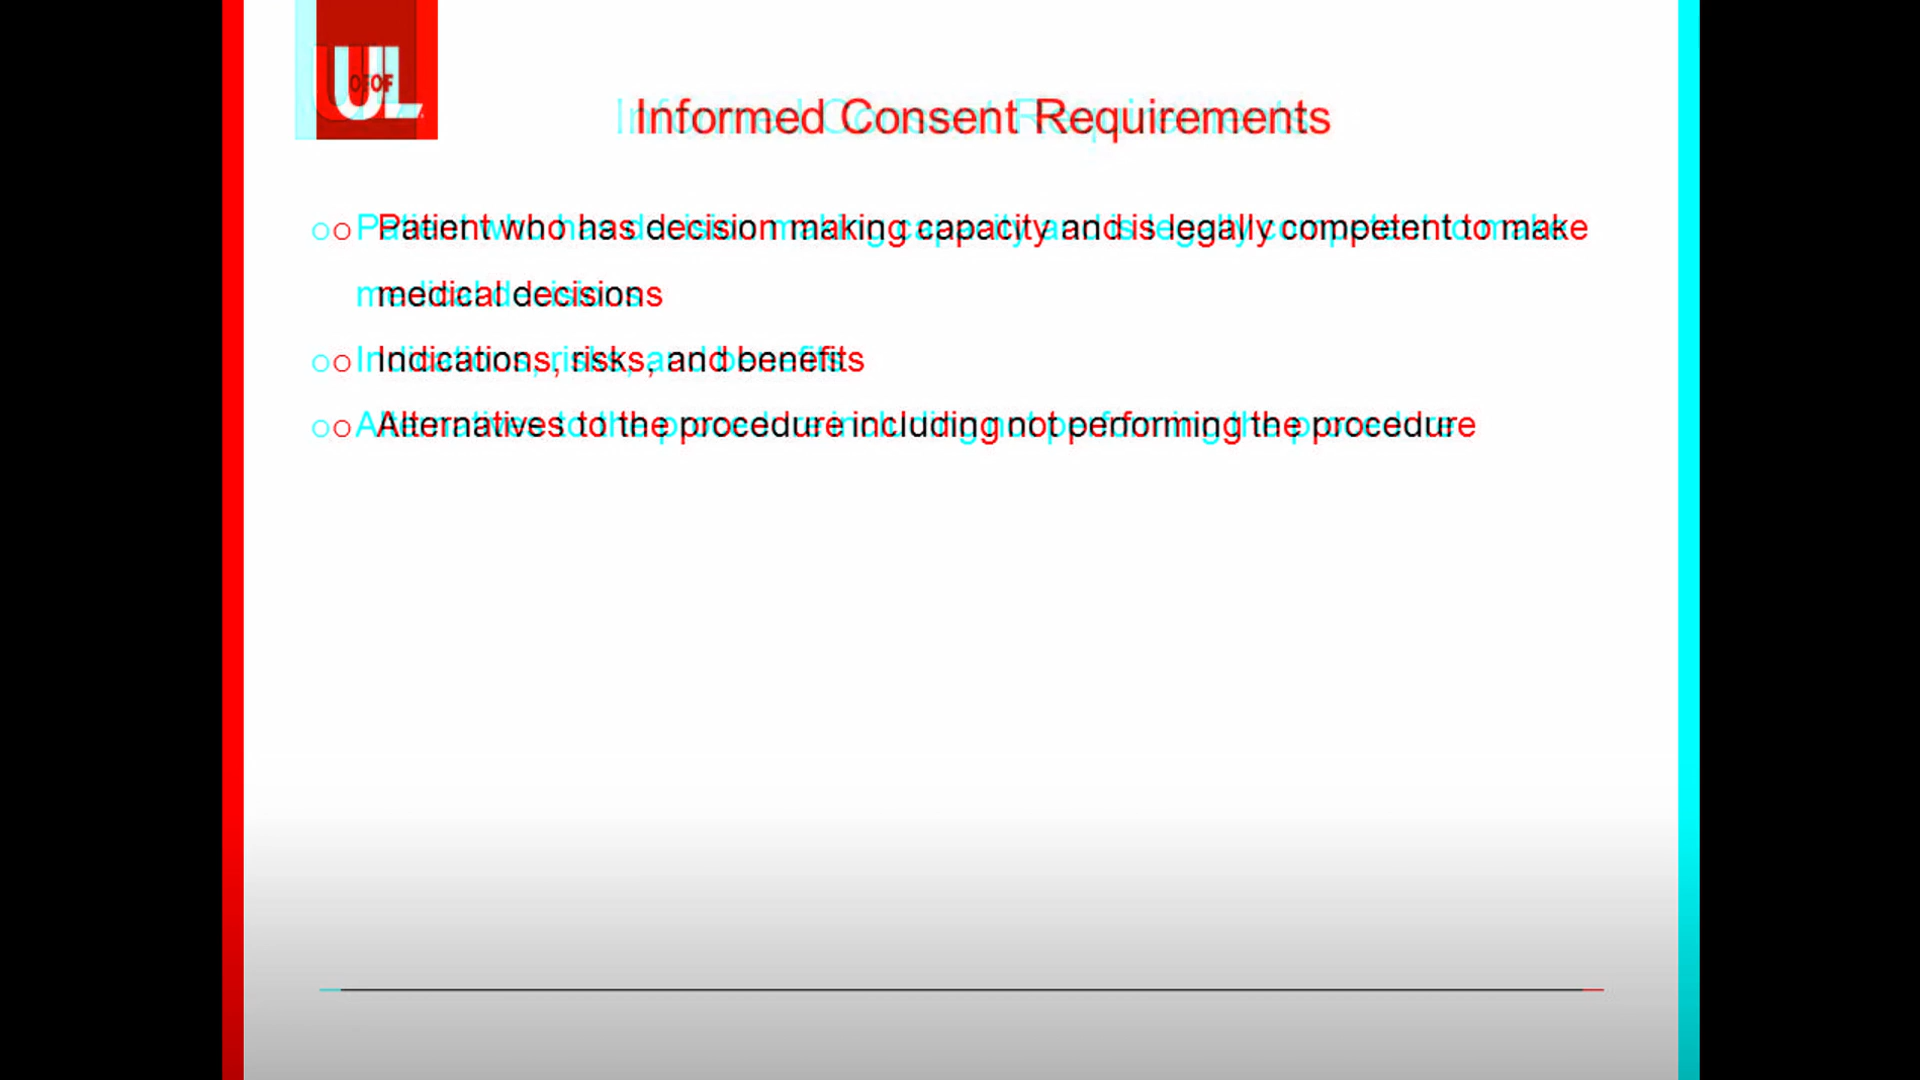 UOFL
Informed Consent Requirements
o Patient who has decision making capacity and is legally competent to make
medical decisions
o Indications, risks, and benefits
o Alternatives to the procedure including not performing the procedure